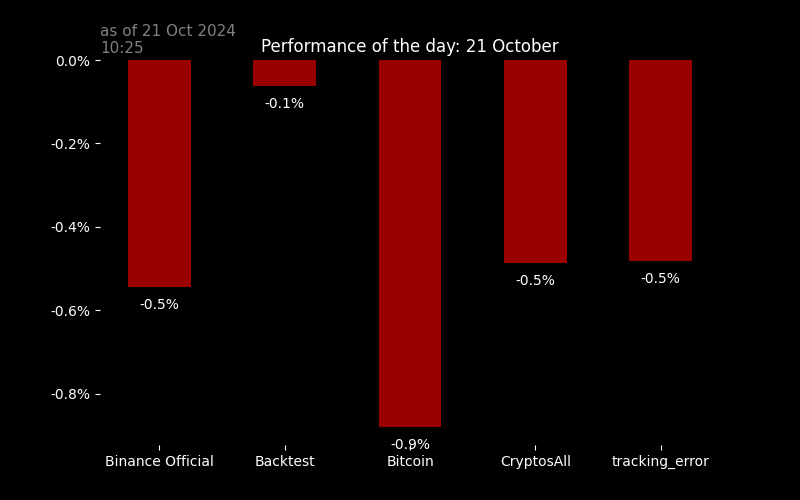 as of 21 Oct 2024
10:25
Performance of the day: 21 October
0.0%
-0.2%
-0.4%
-0.6%
-0.8%
-0.5%
-0.1%
-0.9%
-0.5%
-0.5%
Binance Official
Backtest
Bitcoin
CryptosAll
tracking_error